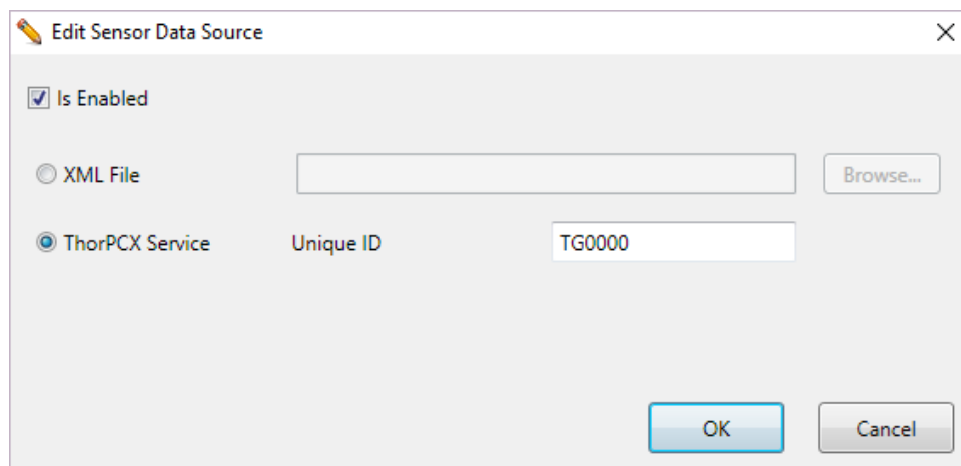 Edit Sensor Data Source
Is Enabled
XML File Browse...
ThorPCX Service Unique ID TG0000
OK Cancel